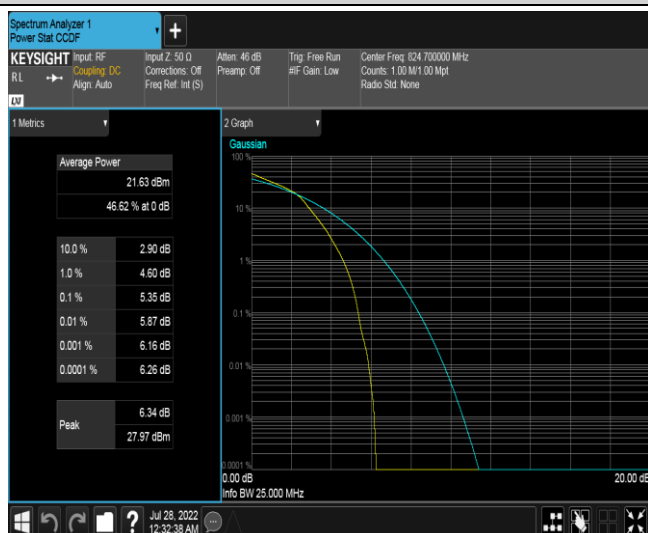 Spectrum Analyzer 1
Power Stat CCDF
+
KEYSIGHT
RL
LXI
Input: RF
Coupling: DC
Align: Auto
Input Z: 50 Ω
Corrections: Off
Freq Ref: Int (S)
Atten: 46 dB
Preamp: Off
Trig: Free Run
#IF Gain: Low
Center Freq: 824.700000 MHz
Counts: 1.00 M/1.00 Mpt
Radio Std: None
1 Metrics
Average Power
21.63 dBm
46.62 % at 0 dB
10.0 % 2.90 dB
1.0 % 4.60 dB
0.1 % 5.35 dB
0.01 % 5.87 dB
0.001 % 6.16 dB
0.0001 % 6.26 dB
Peak
6.34 dB
27.97 dBm
2 Graph
Gaussian
100 %
10 %
1 %
0.1 %
0.01 %
0.001 %
0.0001 %
0.00 dB 20.00 dB
Info BW 25.000 MHz
?
Jul 28, 2022
12:32:38 AM